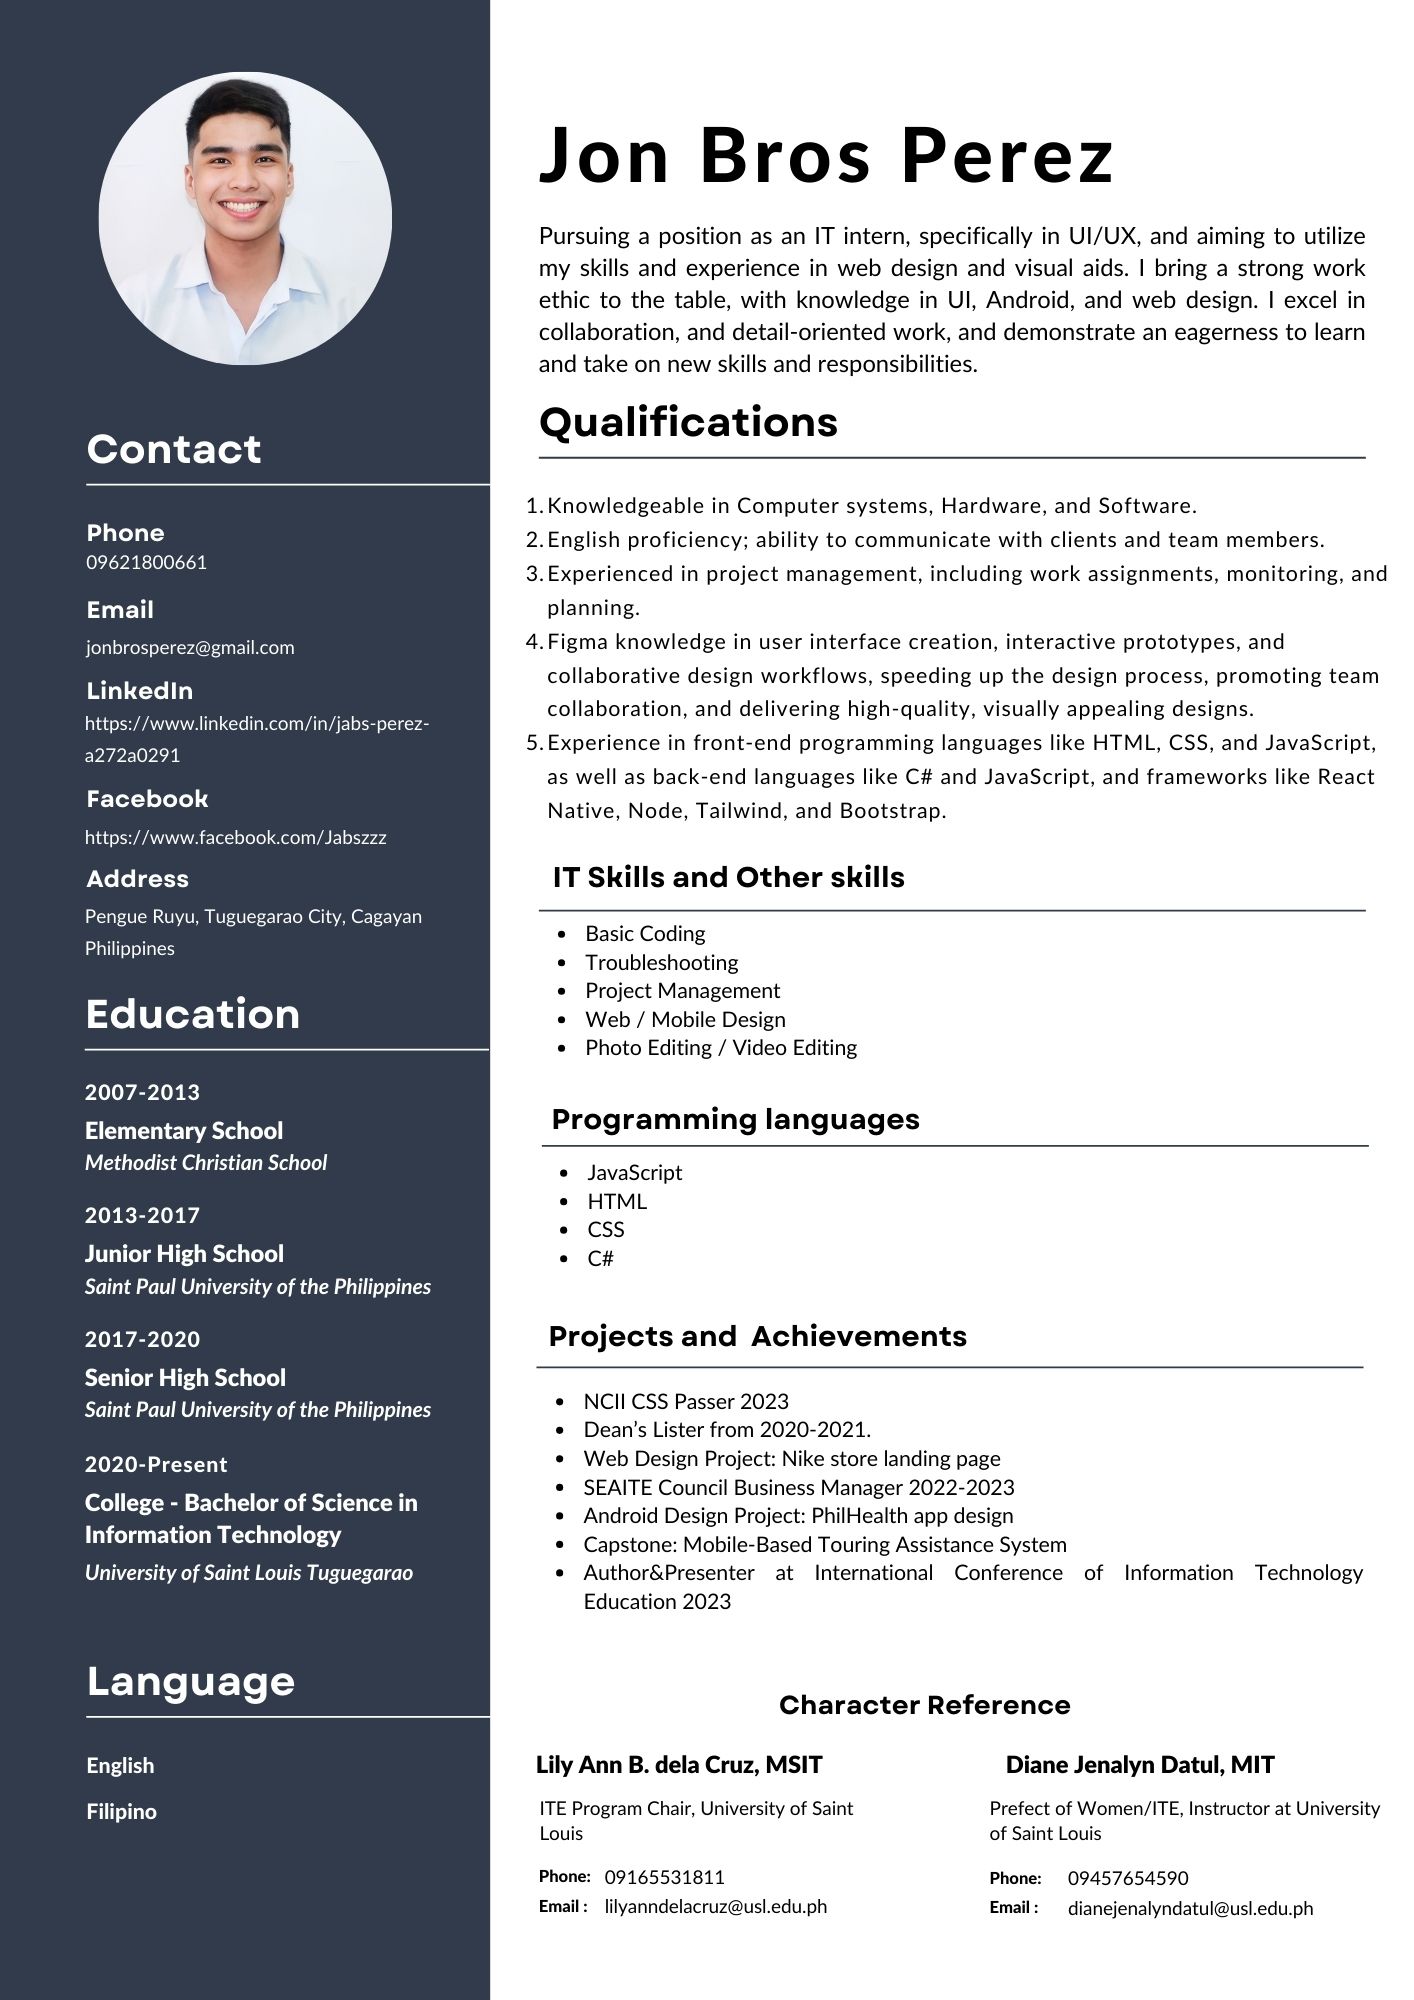 Contact
Phone
09621800661
Email
jonbrosperez@gmail.com
LinkedIn
https://www.linkedin.com/in/jabs-perez-
a272a0291
Facebook
https://www.facebook.com/Jabszzz
Address
Pengue Ruyu, Tuguegarao City, Cagayan
Philippines
Education
2007-2013
Elementary School
Methodist Christian School
2013-2017
Junior High School
Saint Paul University of the Philippines
2017-2020
Senior High School
Saint Paul University of the Philippines
2020-Present
College - Bachelor of Science in
Information Technology
University of Saint Louis Tuguegarao
Language
English
Filipino
Jon Bros Perez
Pursuing a position as an IT intern, specifically in UI/UX, and aiming to utilize
my skills and experience in web design and visual aids. I bring a strong work
ethic to the table, with knowledge in UI, Android, and web design. I excel in
collaboration, and detail-oriented work, and demonstrate an eagerness to learn
and take on new skills and responsibilities.
Qualifications
1. Knowledgeable in Computer systems, Hardware, and Software.
2. English proficiency; ability to communicate with clients and team members.
3. Experienced in project management, including work assignments, monitoring, and
planning.
4. Figma knowledge in user interface creation, interactive prototypes, and
collaborative design workflows, speeding up the design process, promoting team
collaboration, and delivering high-quality, visually appealing designs.
5. Experience in front-end programming languages like HTML, CSS, and JavaScript,
as well as back-end languages like C# and JavaScript, and frameworks like React
Native, Node, Tailwind, and Bootstrap.
IT Skills and Other skills
• Basic Coding
• Troubleshooting
• Project Management
• Web / Mobile Design
• Photo Editing / Video Editing
Programming languages
• JavaScript
• HTML
• CSS
• C#
Projects and Achievements
• NCII CSS Passer 2023
• Dean’s Lister from 2020-2021.
• Web Design Project: Nike store landing page
• SEAITE Council Business Manager 2022-2023
• Android Design Project: PhilHealth app design
• Capstone: Mobile-Based Touring Assistance System
• Author&Presenter at International Conference of Information Technology
Education 2023
Character Reference
Lily Ann B. dela Cruz, MSIT
ITE Program Chair, University of Saint
Louis
Phone: 09165531811
Email : lilyanndelacruz@usl.edu.ph
Diane Jenalyn Datul, MIT
Prefect of Women/ITE, Instructor at University
of Saint Louis
Phone: 09457654590
Email : dianejenalyndatul@usl.edu.ph